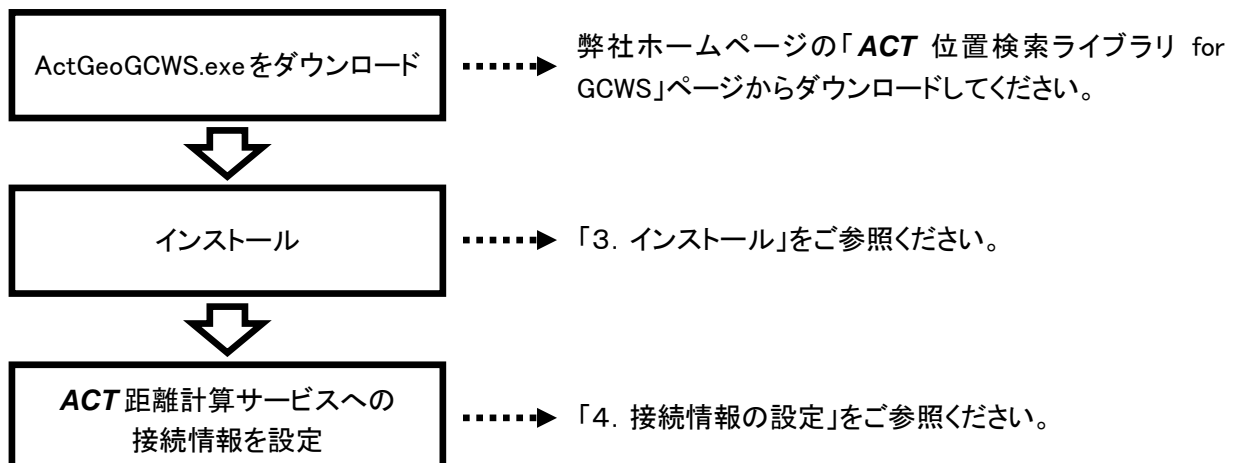 ActGeoGCWS.exeをダウンロード
弊社ホームページの「ACT 位置検索ライブラリ for
GCWS」ページからダウンロードしてください。
インストール
「３．インストール」をご参照ください。
ACT距離計算サービスへの
接続情報を設定
「４．接続情報の設定」をご参照ください。